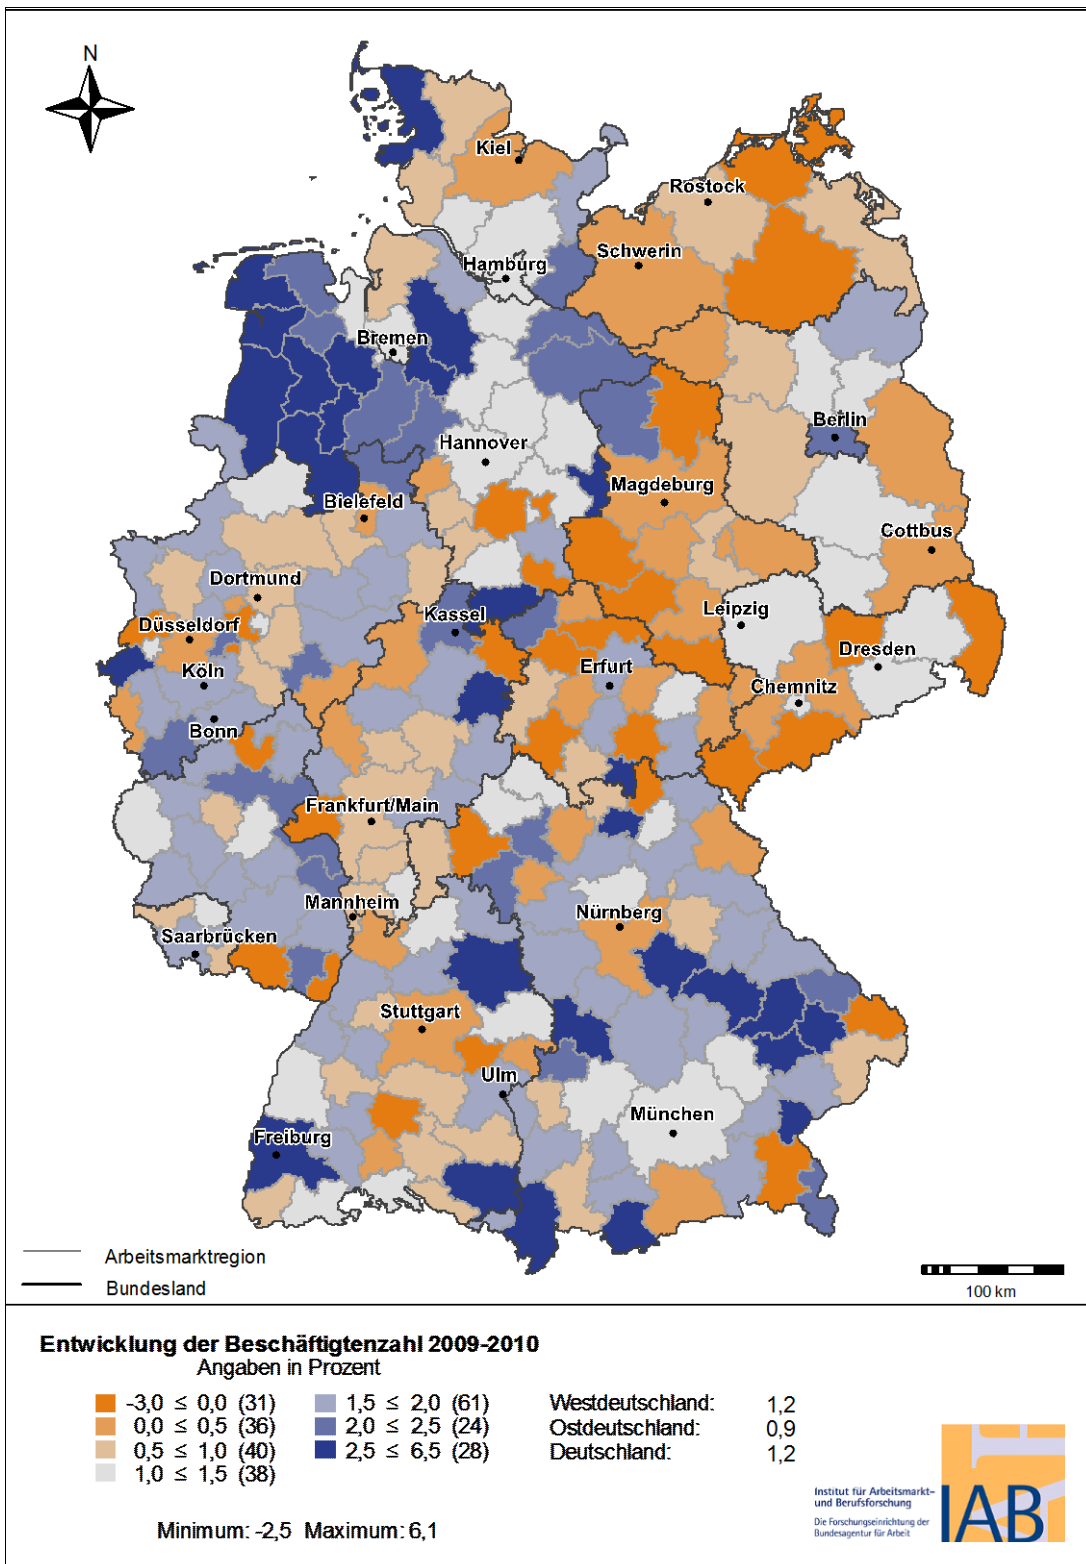 N
Kiel
Rostock
Schwerin
Hamburg
Bremen
Berlin
Hannover
Magdeburg
Bielefeld
Cottbus
Dortmund
Leipzig
Düsseldorf
Kassel
Dresden
Köln
Erfurt
Chemnitz
Bonn
Frankfurt/Main
Mannheim
Nürnberg
Saarbrücken
Stuttgart
Ulm
München
Freiburg
Arbeitsmarktregion
Bundesland
100 km
Entwicklung der Beschäftigtenzahl 2009-2010
Angaben in Prozent
-3,0 ≤ 0,0 (31)
0,0 ≤ 0,5 (36)
0,5 ≤ 1,0 (40)
1,0 ≤ 1,5 (38)
1,5 ≤ 2,0 (61)
2,0 ≤ 2,5 (24)
2,5 ≤ 6,5 (28)
Westdeutschland: 1,2
Ostdeutschland: 0,9
Deutschland: 1,2
Minimum: -2,5 Maximum: 6,1
Institut für Arbeitsmarkt-
und Berufsforschung
Die Forschungseinrichtung der
Bundesagentur für Arbeit
IAB